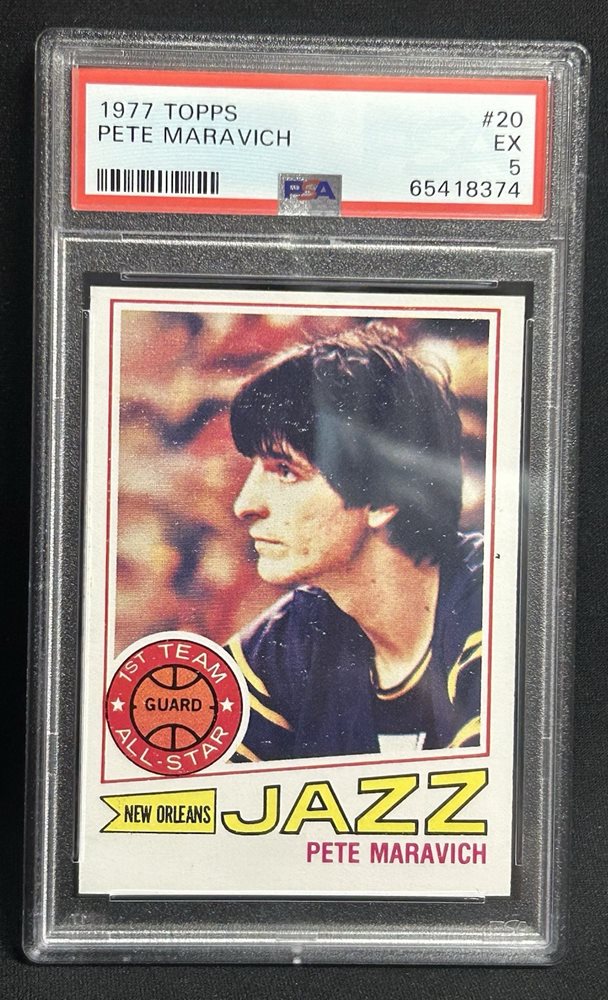 1977 TOPPS
PETE MARAVICH
#20
EX
5
65418374
PSA
1ST TEAM
GUARD
ALL-STAR
NEW ORLEANS
JAZZ
PETE MARAVICH
PSA